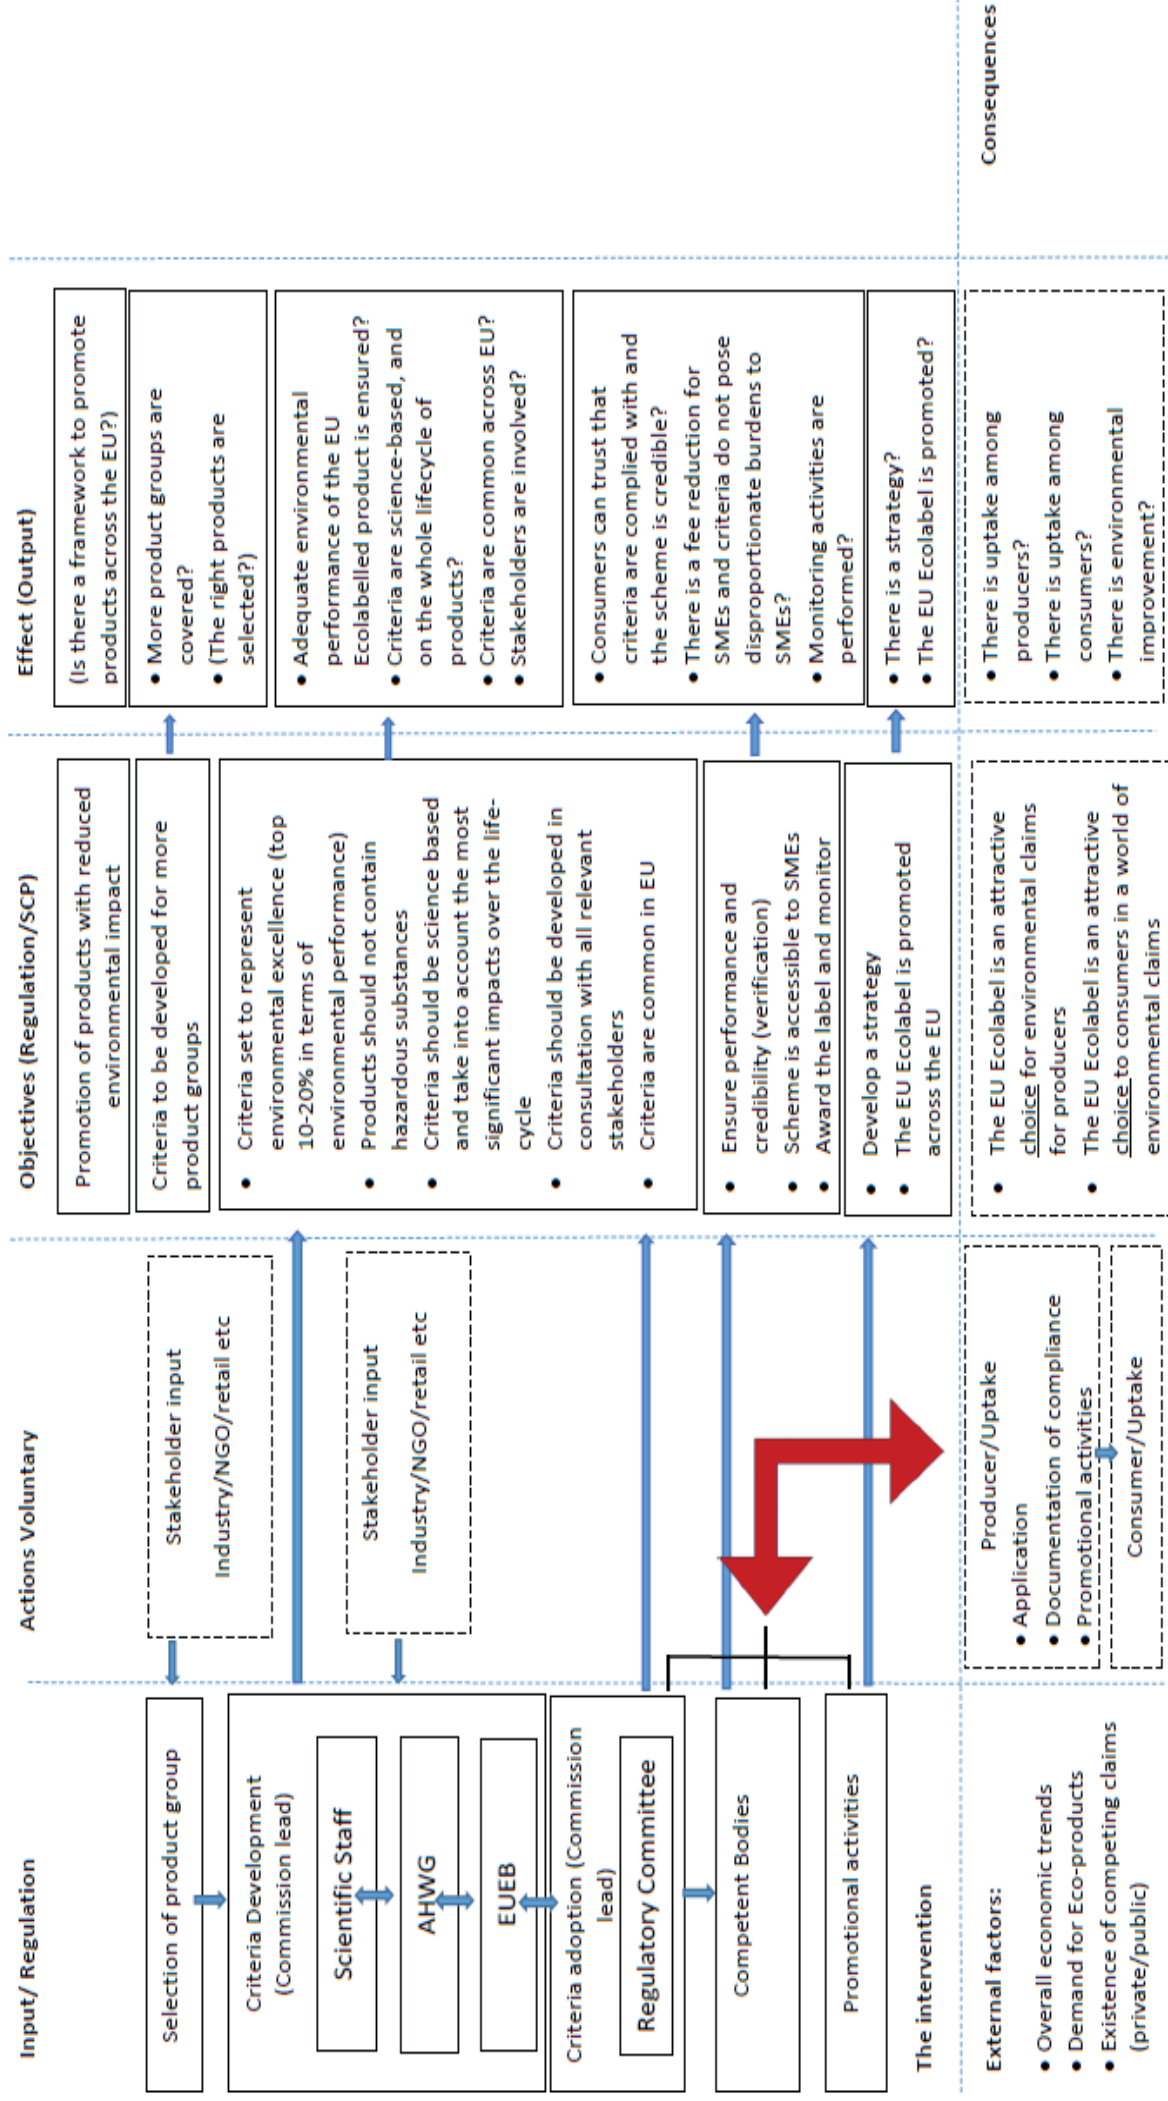 Input/ Regulation
Actions Voluntary
Objectives (Regulation/SCP)
Effect (Output)
Selection of product group
Criteria Development
(Commission lead)
Scientific Staff
AHWG
EUEB
Criteria adoption (Commission
lead)
Regulatory Committee
Competent Bodies
Promotional activities
The intervention
Stakeholder input
Industry/NGO/retail etc
Stakeholder input
Industry/NGO/retail etc
Promotion of products with reduced
environmental impact
Criteria to be developed for more
product groups
• Criteria set to represent
environmental excellence (top
10-20% in terms of
environmental performance)
• Products should not contain
hazardous substances
• Criteria should be science based
and take into account the most
significant impacts over the life-
cycle
• Criteria should be developed in
consultation with all relevant
stakeholders
• Criteria are common in EU
• Ensure performance and
credibility (verification)
• Scheme is accessible to SMEs
• Award the label and monitor
• Develop a strategy
• The EU Ecolabel is promoted
across the EU
(Is there a framework to promote
products across the EU?)
• More product groups are
covered?
• (The right products are
selected?)
• Adequate environmental
performance of the EU
Ecolabelled product is ensured?
• Criteria are science-based, and
on the whole lifecycle of
products?
• Criteria are common across EU?
• Stakeholders are involved?
• Consumers can trust that
criteria are complied with and
the scheme is credible?
• There is a fee reduction for
SMEs and criteria do not pose
disproportionate burdens to
SMEs?
• Monitoring activities are
performed?
• There is a strategy?
• The EU Ecolabel is promoted?
External factors:
• Overall economic trends
• Demand for Eco-products
• Existence of competing claims
(private/public)
Producer/Uptake
• Application
• Documentation of compliance
• Promotional activities
Consumer/Uptake
• The EU Ecolabel is an attractive
choice for environmental claims
for producers
• The EU Ecolabel is an attractive
choice to consumers in a world of
environmental claims
• There is uptake among
producers?
• There is uptake among
consumers?
• There is environmental
improvement?
Consequences